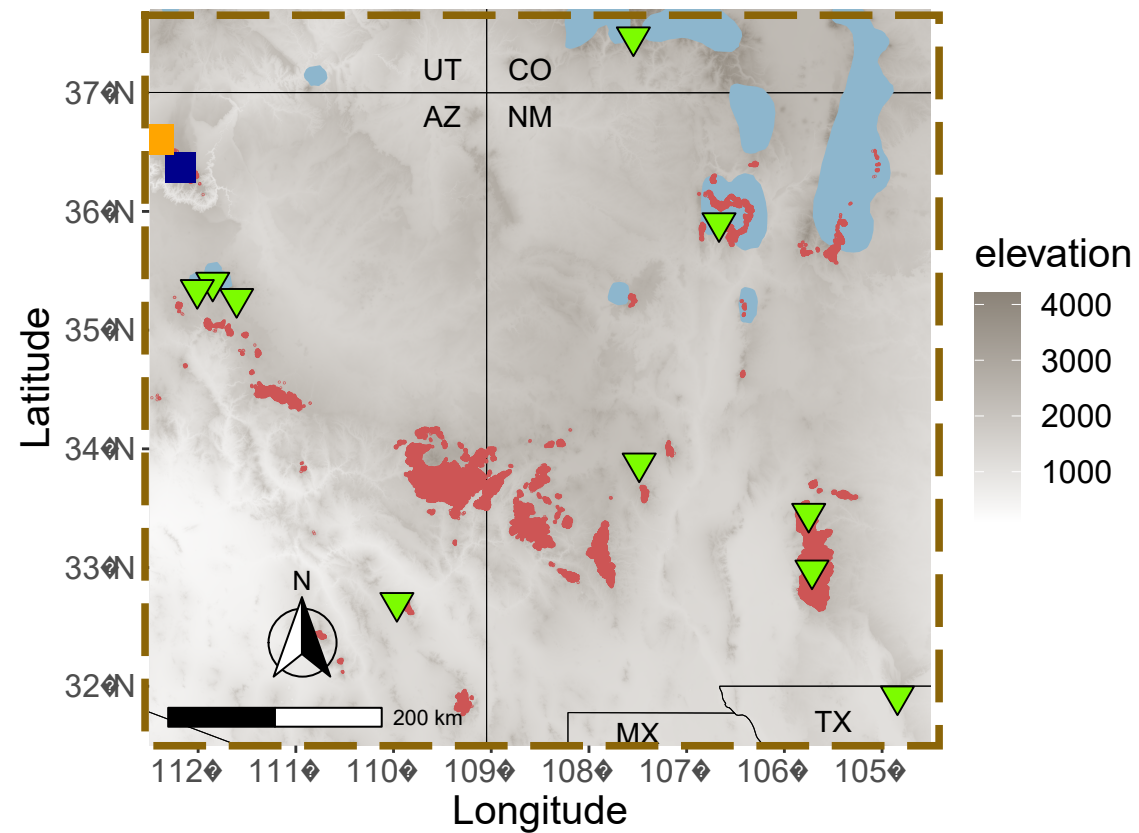 UT CO
AZ NM
37�N
36�N
35�N
34�N
33�N
32�N
Latitude
N
200 km
MX
TX
112� 111� 110� 109� 108� 107� 106� 105�
Longitude
elevation
4000
3000
2000
1000